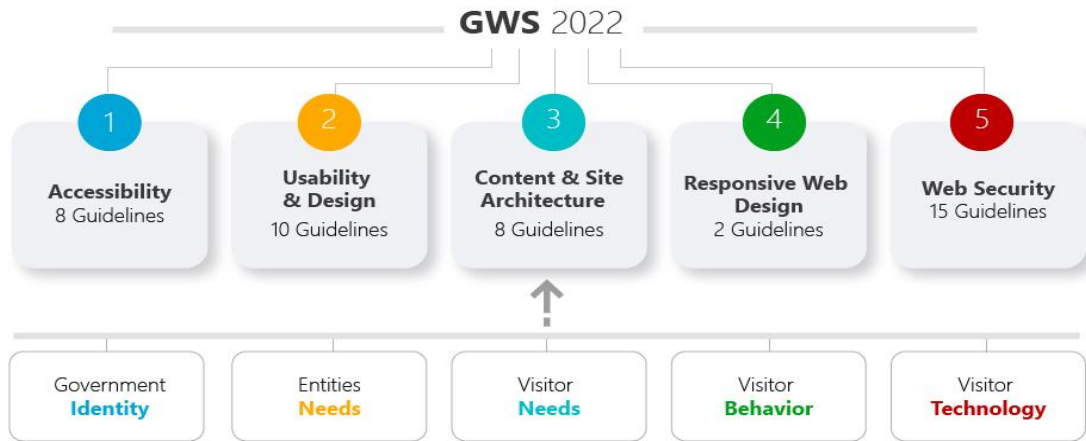 GWS 2022
1
Accessibility
8 Guidelines
2
Usability
& Design
10 Guidelines
3
Content & Site
Architecture
8 Guidelines
4
Responsive Web
Design
2 Guidelines
5
Web Security
15 Guidelines
Government
Identity
Entities
Needs
Visitor
Needs
Visitor
Behavior
Visitor
Technology